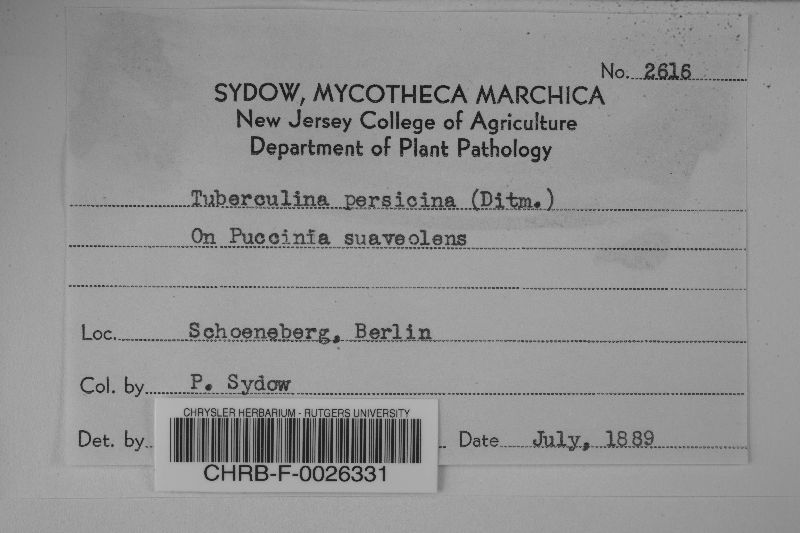 No. 2616
SYDOW, MYCOTHECA MARCHICA
New Jersey College of Agriculture
Department of Plant Pathology
Tuberculina persicina (Ditm.)
On Puccinia suaveolens
Loc. Schoeneberg, Berlin
Col. by P. Sydow
Det. by Date July, 1889
CHRYSLER HERBARIUM - RUTGERS UNIVERSITY
CHRB-F-0026331